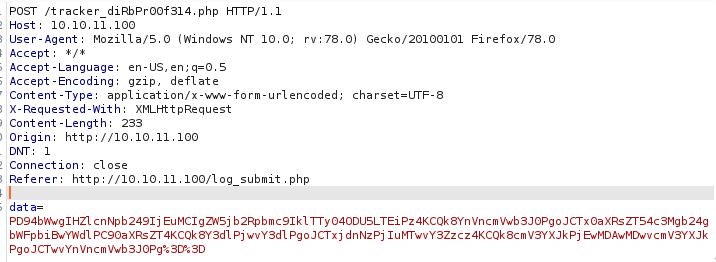 POST /tracker_diRbPr00f314.php HTTP/1.1
Host: 10.10.11.100
User-Agent: Mozilla/5.0 (Windows NT 10.0; rv:78.0) Gecko/20100101 Firefox/78.0
Accept: */*
Accept-Language: en-US,en;q=0.5
Accept-Encoding: gzip, deflate
Content-Type: application/x-www-form-urlencoded; charset=UTF-8
X-Requested-With: XMLHttpRequest
Content-Length: 233
Origin: http://10.10.11.100
DNT: 1
Connection: close
Referer: http://10.10.11.100/log_submit.php
data=
PD94bWwgIHZlcnNpb249IjEuMCIgZW5jb2Rpbmc9IklTTy04ODU5LTEiPz4KCQk8YnVncmVwb3J0PgoJCTx0aXRsZT54c3Mgb24g
bWFpbiBwYWdlPC90aXRsZT4KCQk8Y3dlPjwvY3dlPgoJCTxjdnNzPjIuMTwvY3Zzcz4KCQk8cmV3YXJkPjEwMDAwMDwvcmV3YXJk
PgoJCTwvYnVncmVwb3J0Pg%3D%3D